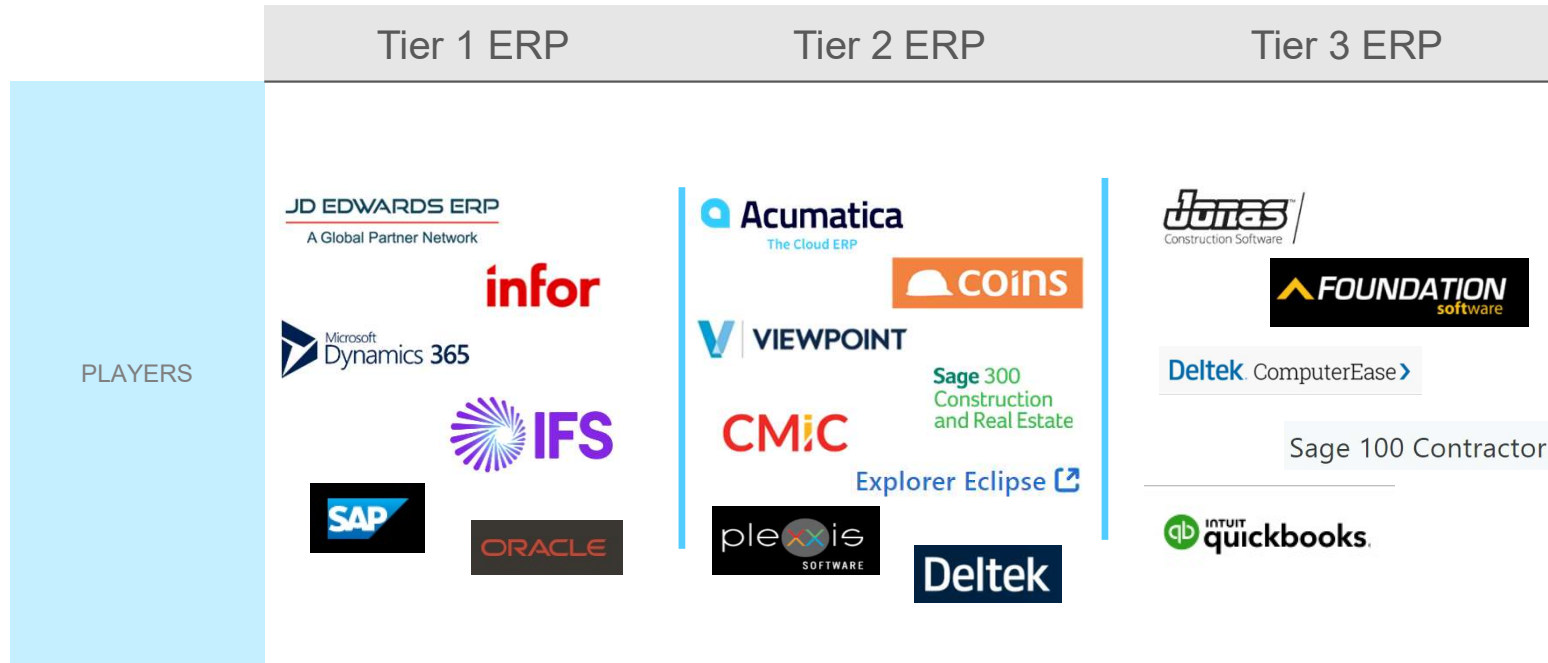 Tier 1 ERP
Tier 2 ERP
Tier 3 ERP
PLAYERS
JD EDWARDS ERP
A Global Partner Network
infor
Microsoft
Dynamics 365
IFS
SAP
ORACLE
Acumatica
The Cloud ERP
coins
VIEWPOINT
Sage 300
Construction
and Real Estate
CMiC
Explorer Eclipse
plexxis
SOFTWARE
Deltek
Jonas™
Construction Software
FOUNDATION
software
Deltek. ComputerEase
Sage 100 Contractor
qb
INTUIT
quickbooks.